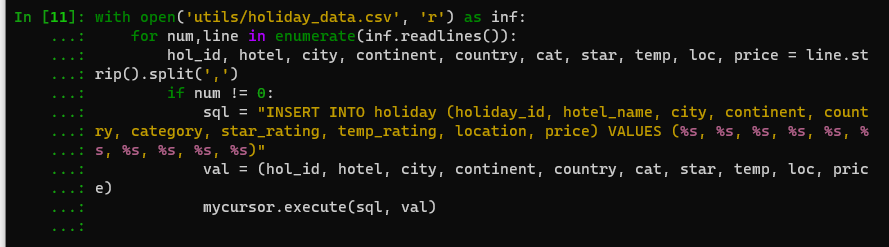 In [11]: with open('utils/holiday_data.csv', 'r') as inf:
    ...:     for num,line in enumerate(inf.readlines()):
    ...:         hol_id, hotel, city, continent, country, cat, star, temp, loc, price = line.st
    ...: rip().split(',')
    ...:         if num != 0:
    ...:             sql = "INSERT INTO holiday (holiday_id, hotel_name, city, continent, count
    ...: ry, category, star_rating, temp_rating, location, price) VALUES (%s, %s, %s, %s, %s, %
    ...: s, %s, %s, %s, %s)"
    ...:             val = (hol_id, hotel, city, continent, country, cat, star, temp, loc, pric
    ...: e)
    ...:             mycursor.execute(sql, val)
    ...: